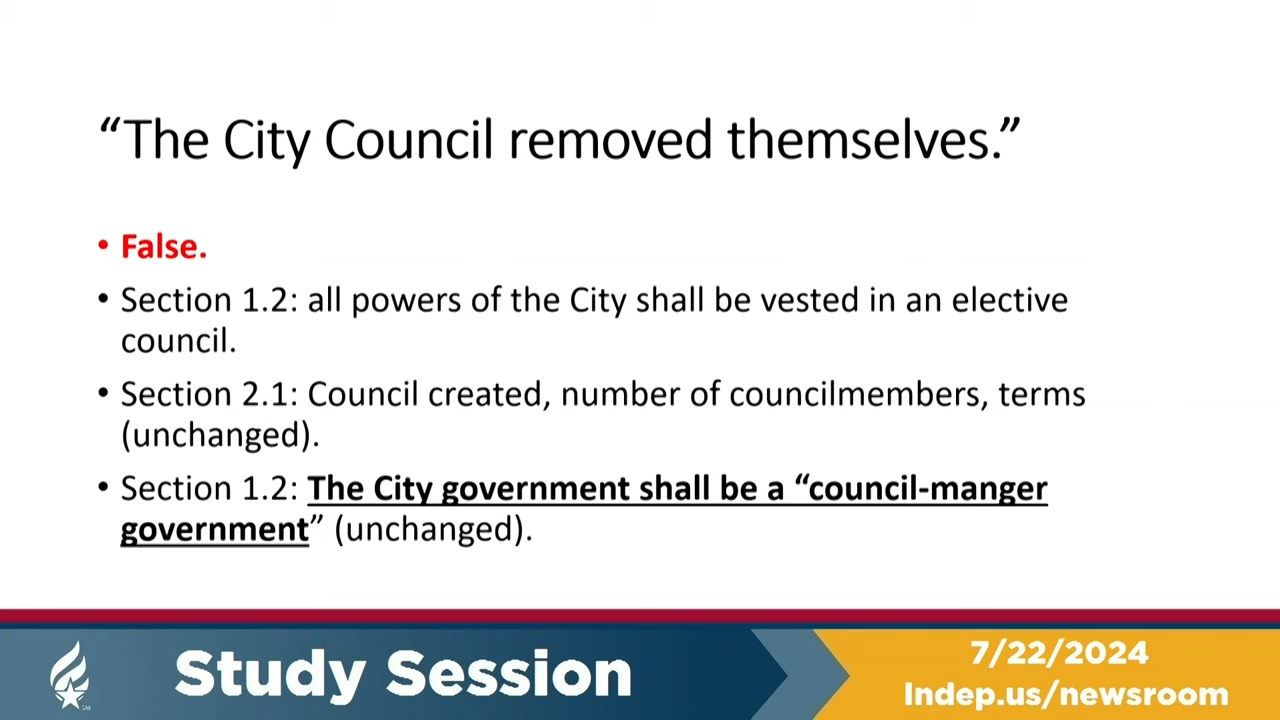 “The City Council removed themselves.”
• False.
• Section 1.2: all powers of the City shall be vested in an elective
council.
• Section 2.1: Council created, number of councilmembers, terms
(unchanged).
• Section 1.2: The City government shall be a “council-manger
government” (unchanged).
Study Session
7/22/2024
Indep.us/newsroom
SM